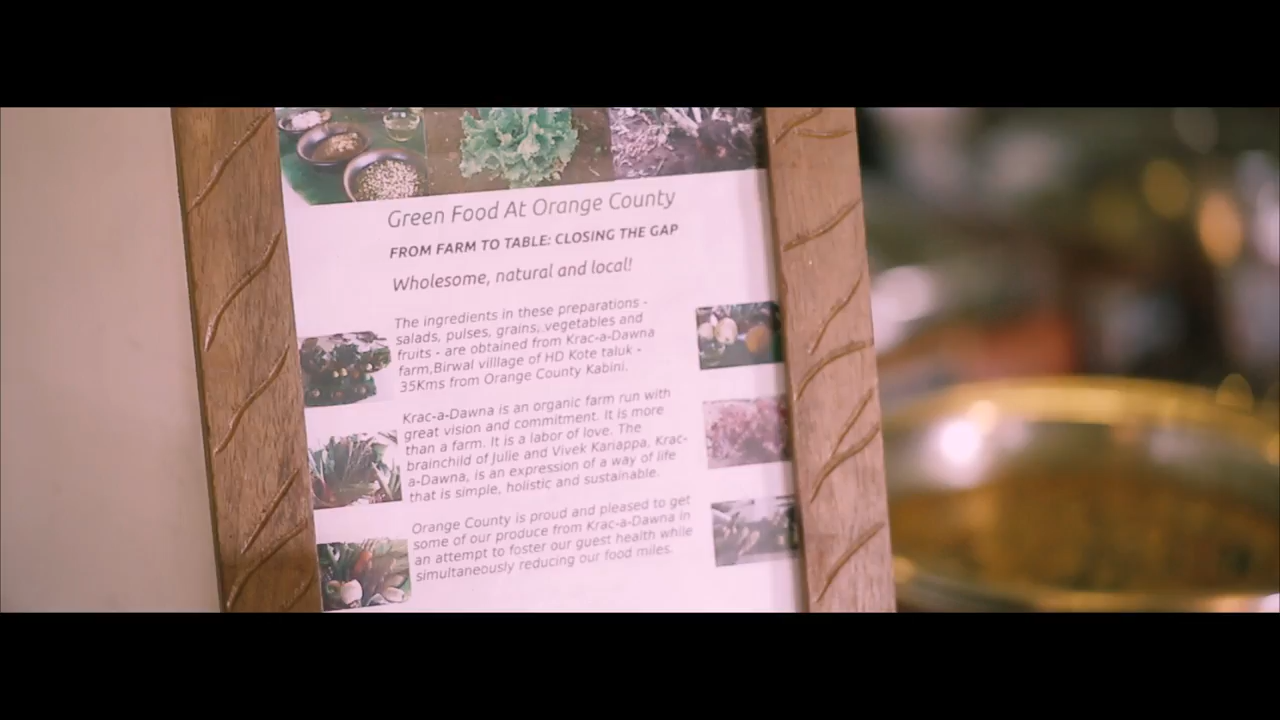 Green Food At Orange County
FROM FARM TO TABLE: CLOSING THE GAP
Wholesome, natural and local!
The ingredients in these preparations -
salads, pulses, grains, vegetables and
fruits - are obtained from Krac-a-Dawna
farm,Birwal villlage of HD Kote taluk -
35Kms from Orange County Kabini.
Krac-a-Dawna is an organic farm run with
great vision and commitment. It is more
than a farm. It is a labor of love. The
brainchild of Julie and Vivek Kariappa, Krac-
a-Dawna, is an expression of a way of life
that is simple, holistic and sustainable.
Orange County is proud and pleased to get
some of our produce from Krac-a-Dawna in
an attempt to foster our guest health while
simultaneously reducing our food miles.